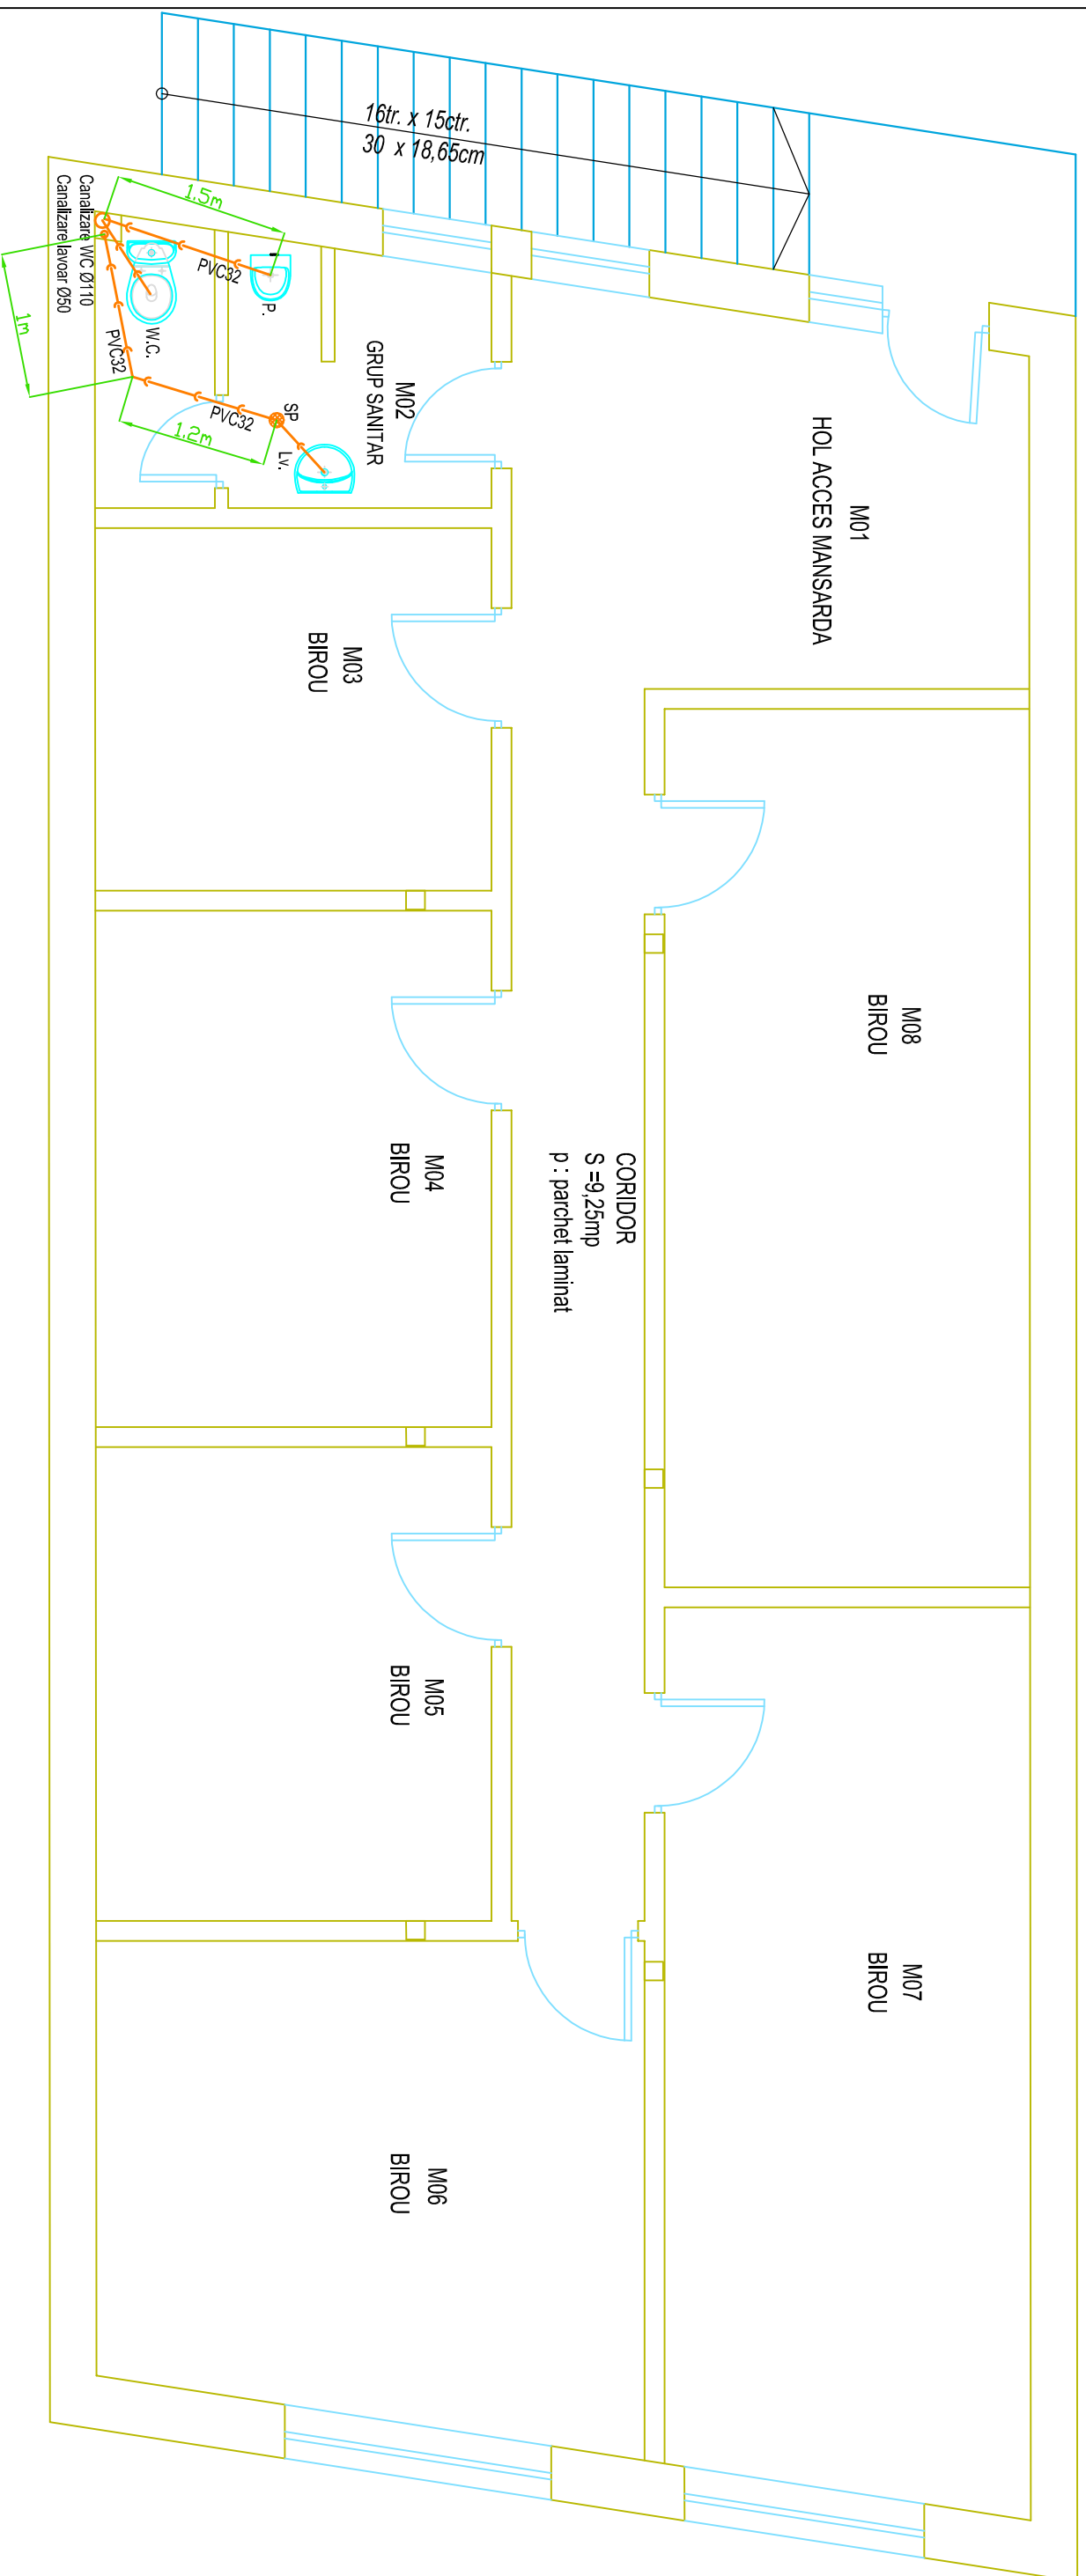 16tr. x 15ctr.
30 x 18,65cm
M01
HOL ACCES MANSARDA
M02
GRUP SANITAR
1.5m
PVC32
P.
W.C.
Canalizare WC Ø110
Canalizare lavoar Ø50
1m
PVC32
PVC32
1.2m
SP
Lv.
M03
BIROU
M08
BIROU
M04
BIROU
CORIDOR
S =9,25mp
p : parchet laminat
M05
BIROU
M07
BIROU
M06
BIROU